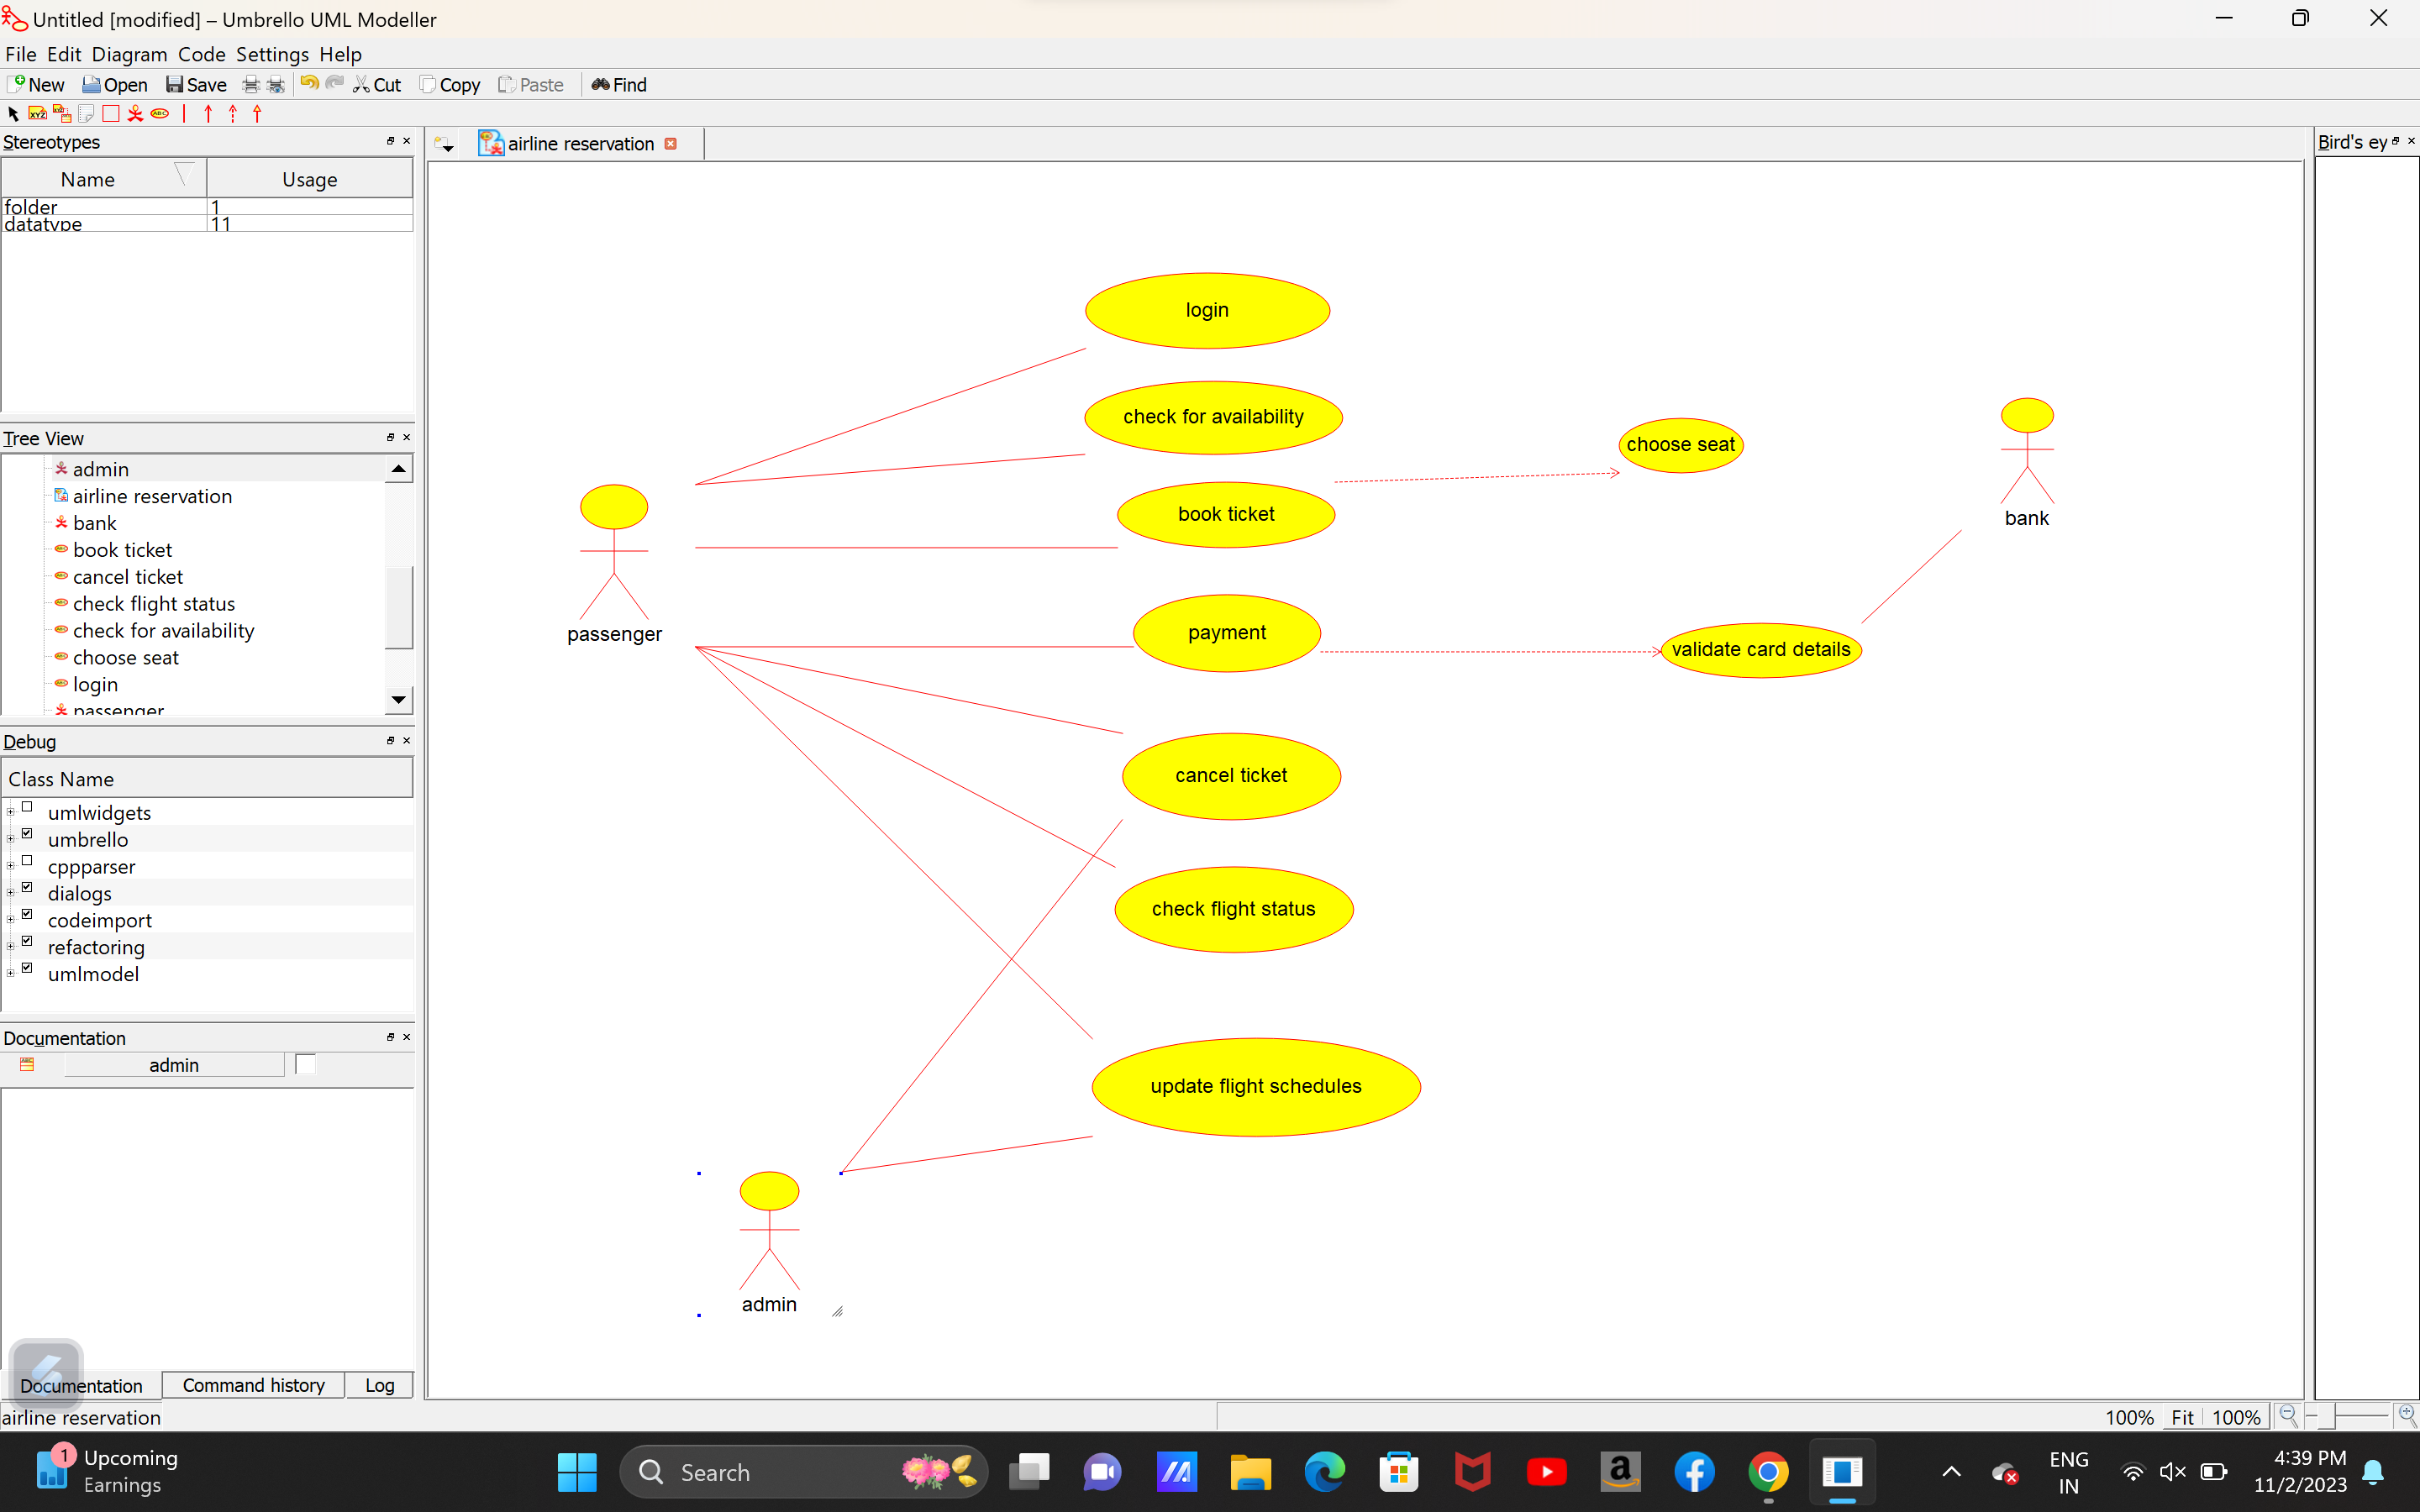 Untitled [modified] – Umbrello UML Modeller
File Edit Diagram Code Settings Help
New Open Save Cut Copy Paste Find
Stereotypes
Name Usage
folder 1
datatype 11
Tree View
admin
airline reservation
bank
book ticket
cancel ticket
check flight status
check for availability
choose seat
login
passenger
Debug
Class Name
umlwidgets
umbrello
cppparser
dialogs
codeimport
refactoring
umlmodel
Documentation
admin
Documentation Command history Log
airline reservation
airline reservation
login
check for availability
choose seat
book ticket
bank
passenger
payment
validate card details
cancel ticket
check flight status
update flight schedules
admin
Bird's ey
100% Fit 100%
1
Upcoming
Earnings
Search
ENG
IN
4:39 PM
11/2/2023